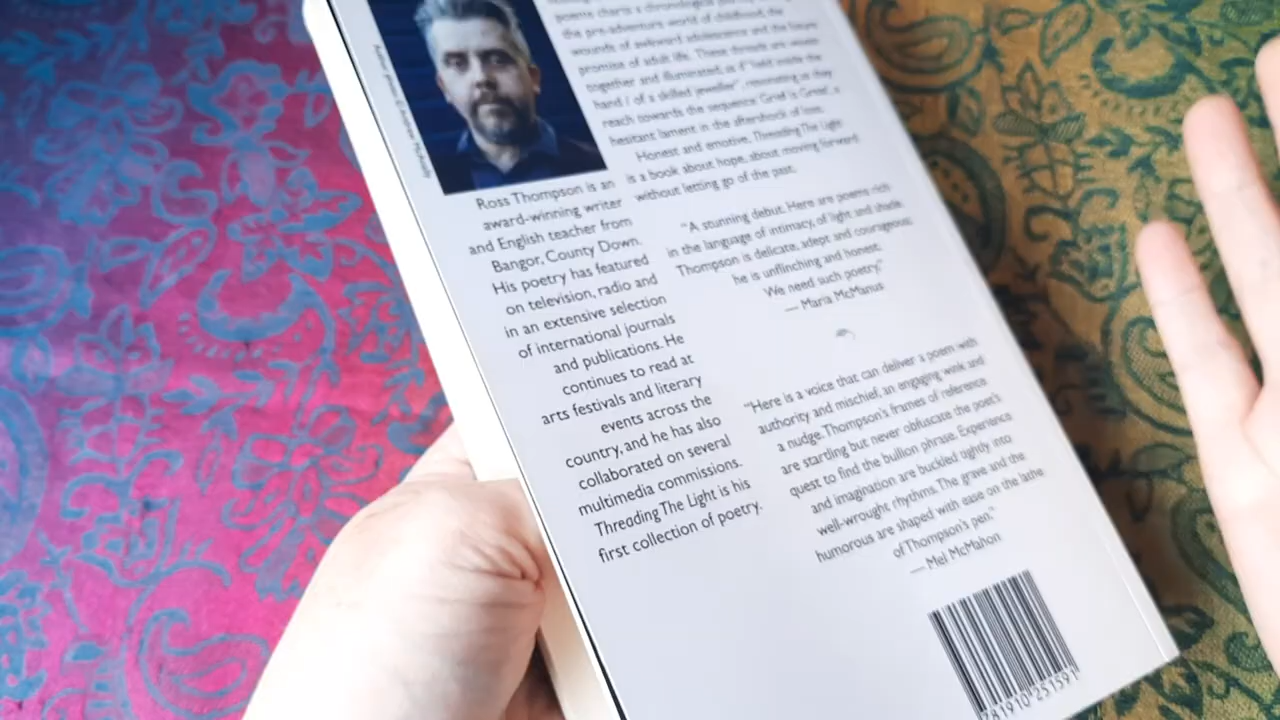 poems charts a chronological
the pre-adventure world of childhood, the
wounds of awkward adolescence and the future
promise of adult life. These threads are woven
together and illuminated, as if "held inside the
hand / of a skilled jeweller", resonating as they
reach towards the sequence 'Grief is Great', a
hesitant lament in the aftershock of loss.
Honest and emotive, Threading The Light
is a book about hope, about moving forward
without letting go of the past.
"A stunning debut. Here are poems rich
in the language of intimacy, of light and shade.
Thompson is delicate, adept and courageous;
he is unflinching and honest.
We need such poetry."
— Maria McManus
"Here is a voice that can deliver a poem with
authority and mischief, an engaging wink and
a nudge. Thompson's frames of reference
are startling but never obfuscate the poet's
quest to find the bullion phrase. Experience
and imagination are buckled tightly into
well-wrought rhythms. The grave and the
humorous are shaped with ease on the lathe
of Thompson's pen."
— Mel McMahon
Ross Thompson is an
award-winning writer
and English teacher from
Bangor, County Down.
His poetry has featured
on television, radio and
in an extensive selection
of international journals
and publications. He
continues to read at
arts festivals and literary
events across the
country, and he has also
collaborated on several
multimedia commissions.
Threading The Light is his
first collection of poetry.
781910 251591